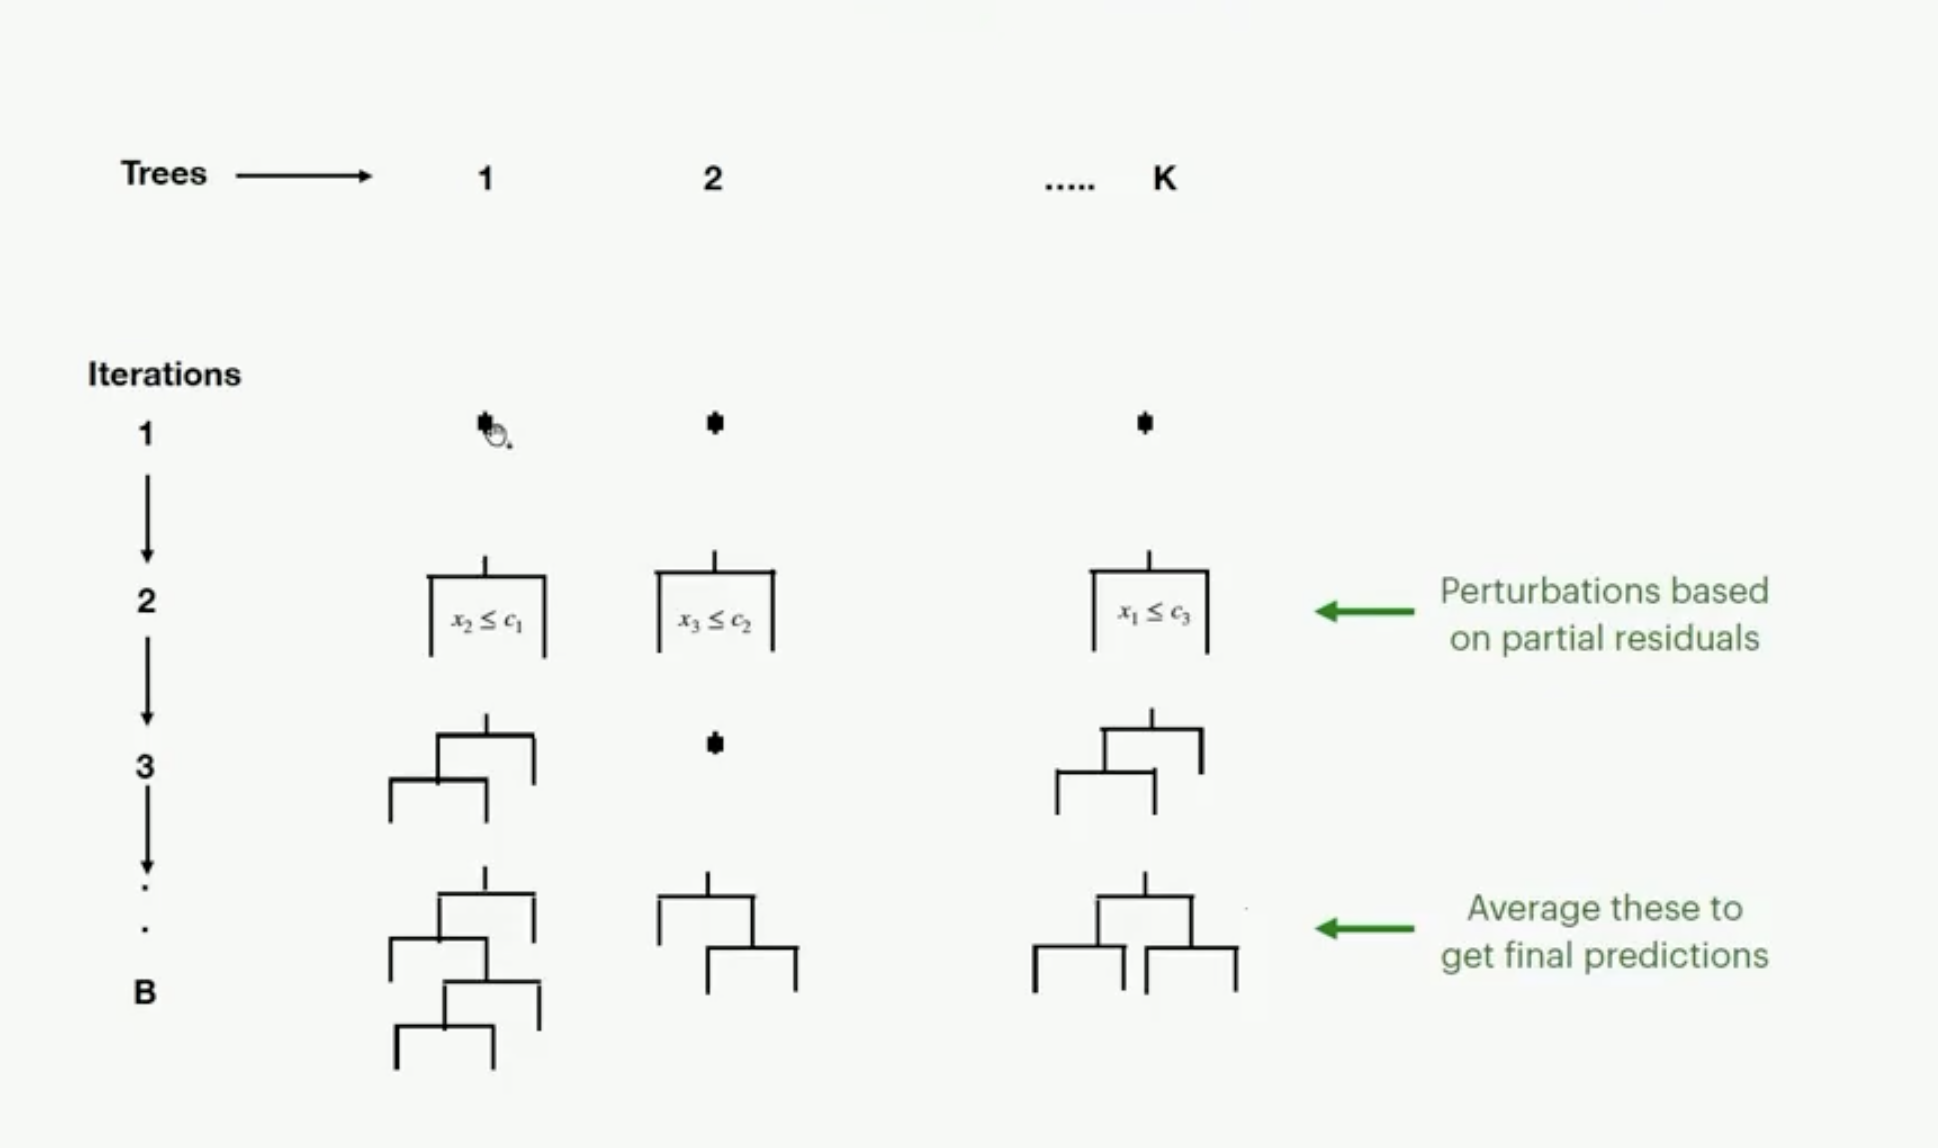 Trees 1 2 ..... K
Iterations
1
2
x₂ ≤ c₁ x₃ ≤ c₂ x₁ ≤ c₃
Perturbations based
on partial residuals
3
.
.
Average these to
get final predictions
B